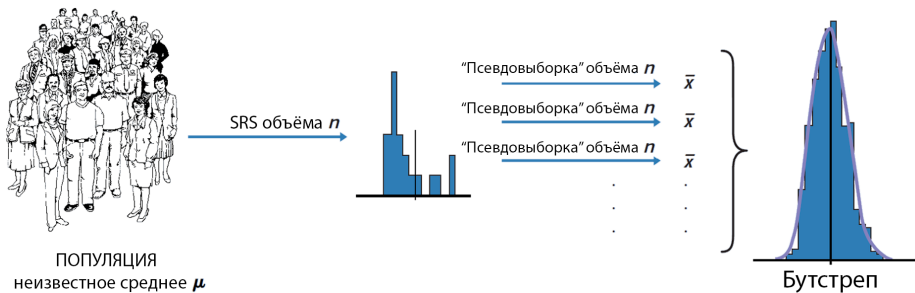 ПОПУЛЯЦИЯ
неизвестное среднее μ
SRS объёма n
“Псевдовыборка” объёма n
x̄
“Псевдовыборка” объёма n
x̄
“Псевдовыборка” объёма n
x̄
Бутстреп